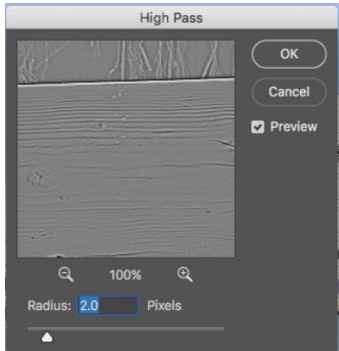 High Pass
OK
Cancel
Preview
100%
Radius: 2.0 Pixels